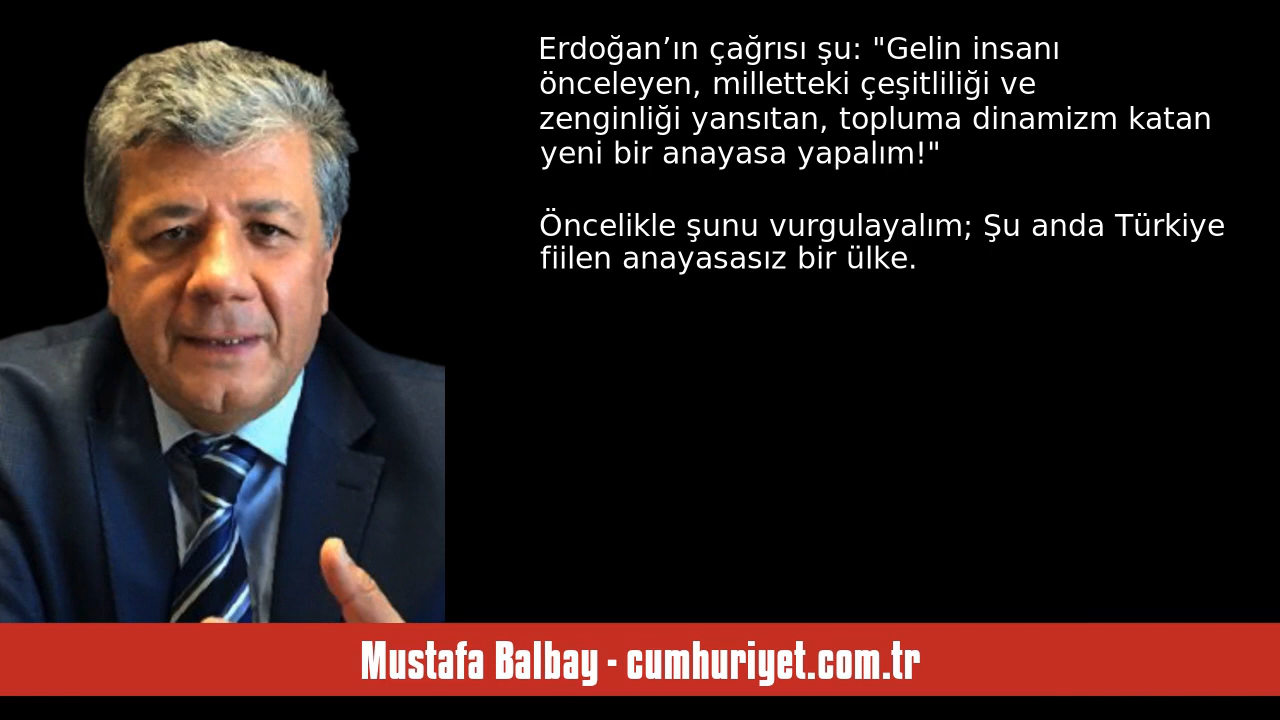 Erdoğan’ın çağrısı şu: "Gelin insanı
önceleyen, milletteki çeşitliliği ve
zenginliği yansıtan, topluma dinamizm katan
yeni bir anayasa yapalım!"
Öncelikle şunu vurgulayalım; Şu anda Türkiye
fiilen anayasasız bir ülke.
Mustafa Balbay - cumhuriyet.com.tr